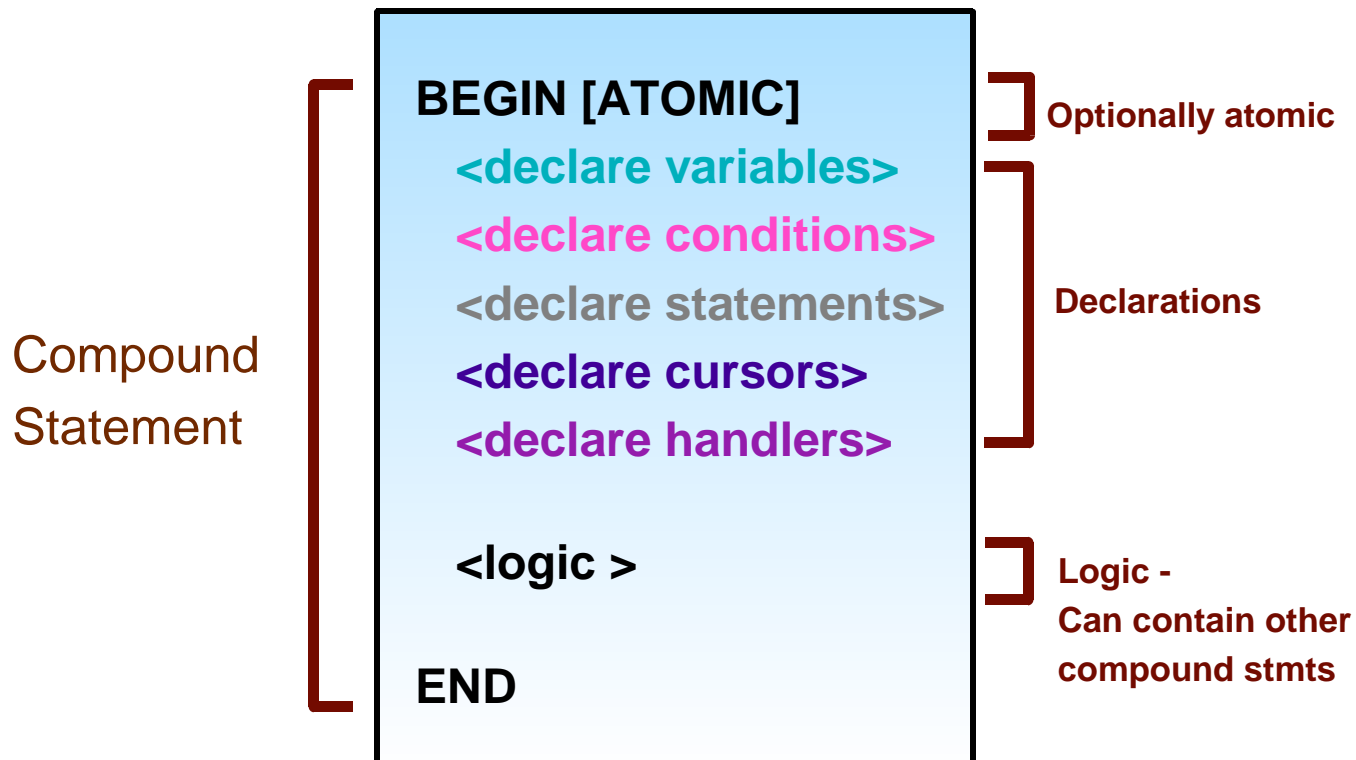 BEGIN [ATOMIC]
Optionally atomic
<declare variables>
<declare conditions>
<declare statements>
Declarations
Compound
Statement
<declare cursors>
<declare handlers>
<logic >
Logic -
Can contain other
compound stmts
END